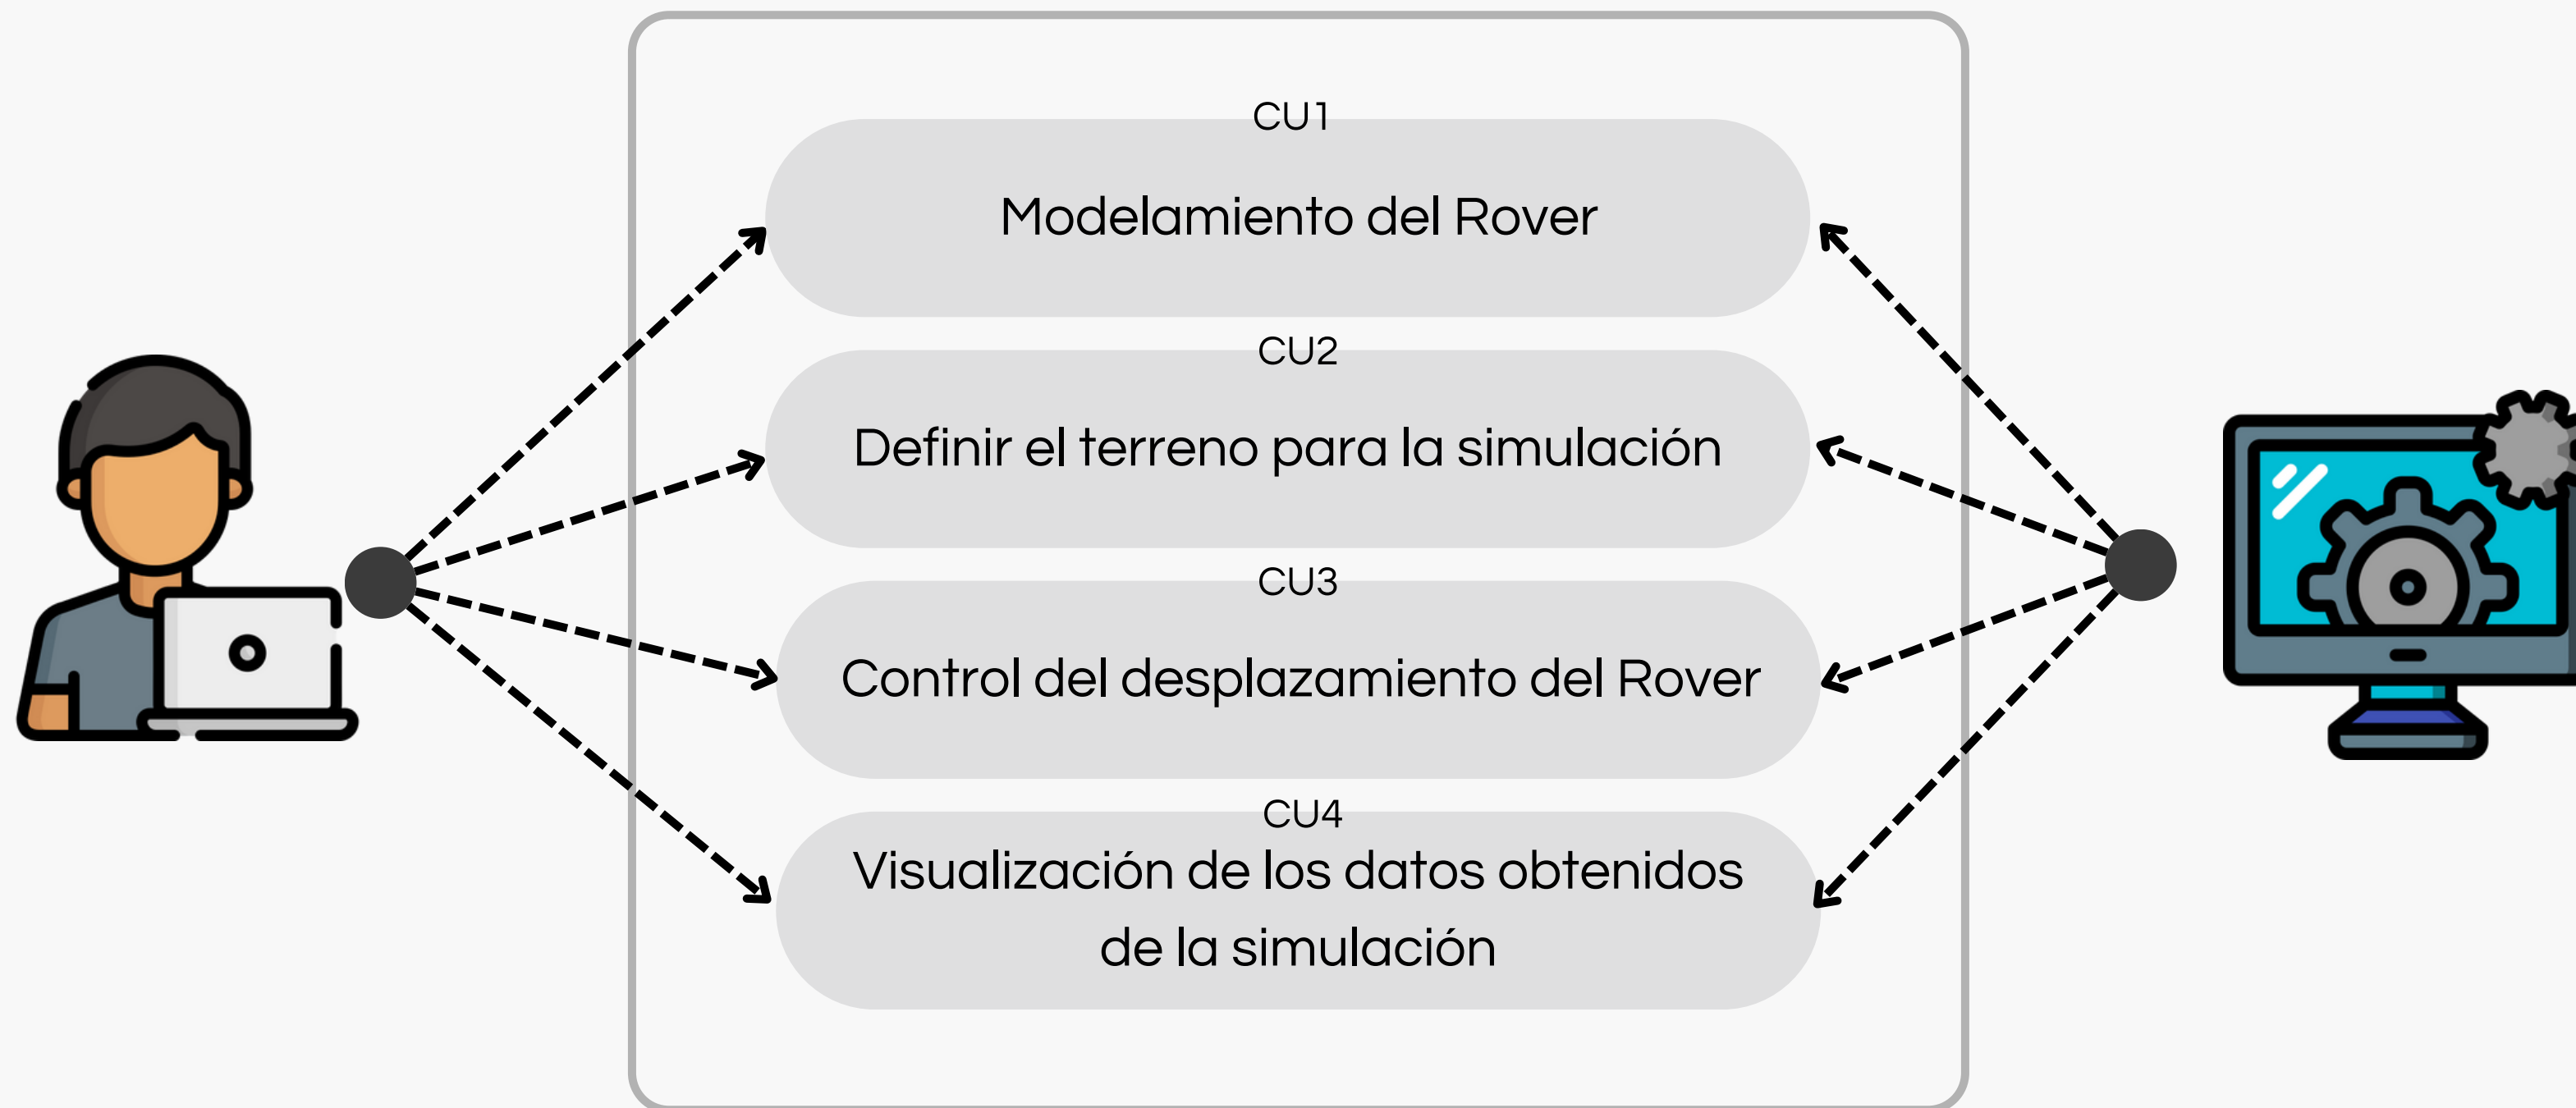 CU1
Modelamiento del Rover
CU2
Definir el terreno para la simulación
CU3
Control del desplazamiento del Rover
CU4
Visualización de los datos obtenidos
de la simulación